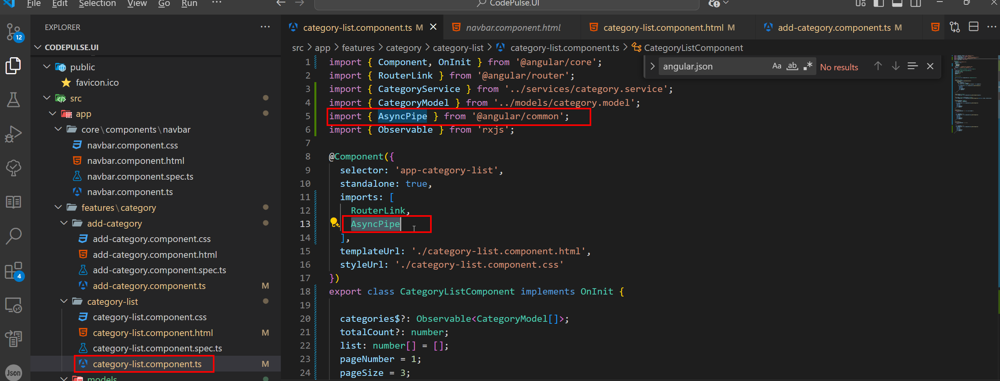 File Edit Selection View Go Run ···
CodePulse.UI
12
4
Json
EXPLORER
CODEPULSE.UI
public
favicon.ico
src
app
core\components\navbar
navbar.component.css
navbar.component.html
navbar.component.spec.ts
navbar.component.ts
features\category
add-category
add-category.component.css
add-category.component.html
add-category.component.spec.ts
add-category.component.ts M
category-list
category-list.component.css
category-list.component.html M
category-list.component.spec.ts
category-list.component.ts M
models
category-list.component.ts M navbar.component.html category-list.component.html M add-category.component.ts M
src > app > features > category > category-list > category-list.component.ts > CategoryListComponent
angular.json Aa ab .* No results
1 import { Component, OnInit } from '@angular/core';
2 import { RouterLink } from '@angular/router';
3 import { CategoryService } from '../services/category.service';
4 import { CategoryModel } from '../models/category.model';
5 import { AsyncPipe } from '@angular/common';
6 import { Observable } from 'rxjs';
7
8 @Component({
9 selector: 'app-category-list',
10 standalone: true,
11 imports: [
12 RouterLink,
13 AsyncPipe
14 ],
15 templateUrl: './category-list.component.html',
16 styleUrl: './category-list.component.css'
17 })
18 export class CategoryListComponent implements OnInit {
19
20 categories$?: Observable<CategoryModel[]>;
21 totalCount?: number;
22 list: number[] = [];
23 pageNumber = 1;
24 pageSize = 3;